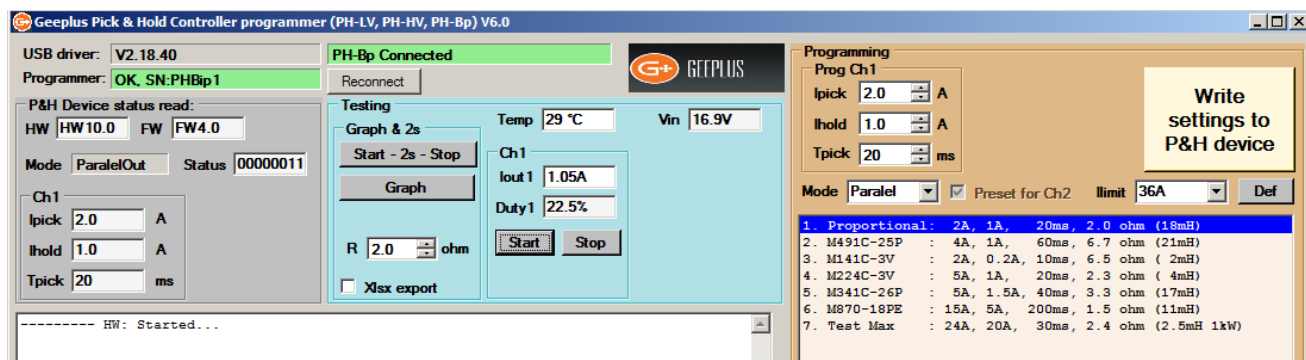 Geeplus Pick & Hold Controller programmer (PH-LV, PH-HV, PH-Bp) V6.0
USB driver: V2.18.40
Programmer: OK, SN:PHBip1
PH-Bp Connected
Reconnect
G+ GEEPLUS
P&H Device status read:
HW HW10.0 FW FW4.0
Mode ParalelOut Status 00000011
Ch1
Ipick 2.0 A
Ihold 1.0 A
Tpick 20 ms
Testing
Graph & 2s
Start - 2s - Stop
Graph
R 2.0 ohm
Xlsx export
Temp 29 °C Vin 16.9V
Ch1
Iout1 1.05A
Duty1 22.5%
Start Stop
--------- HW: Started...
Programming
Prog Ch1
Ipick 2.0 A
Ihold 1.0 A
Tpick 20 ms
Write
settings to
P&H device
Mode Paralel Preset for Ch2 Ilimit 36A Def
1. Proportional: 2A, 1A, 20ms, 2.0 ohm (18mH)
2. M491C-25P : 4A, 1A, 60ms, 6.7 ohm (21mH)
3. M141C-3V : 2A, 0.2A, 10ms, 6.5 ohm ( 2mH)
4. M224C-3V : 5A, 1A, 20ms, 2.3 ohm ( 4mH)
5. M341C-26P : 5A, 1.5A, 40ms, 3.3 ohm (17mH)
6. M870-18PE : 15A, 5A, 200ms, 1.5 ohm (11mH)
7. Test Max : 24A, 20A, 30ms, 2.4 ohm (2.5mH 1kW)